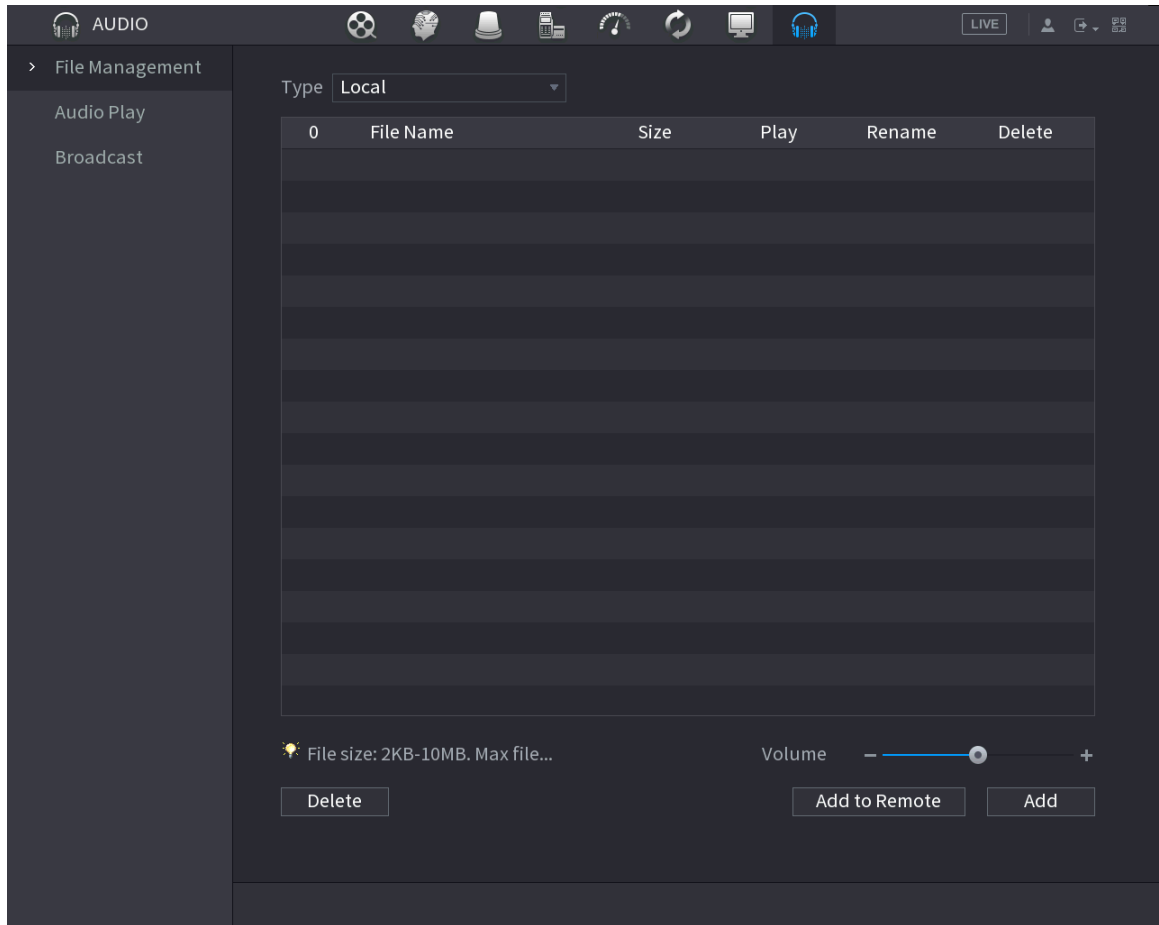 AUDIO
LIVE
File Management
Audio Play
Broadcast
Type Local
0 File Name Size Play Rename Delete
File size: 2KB-10MB. Max file...
Volume
Delete
Add to Remote
Add